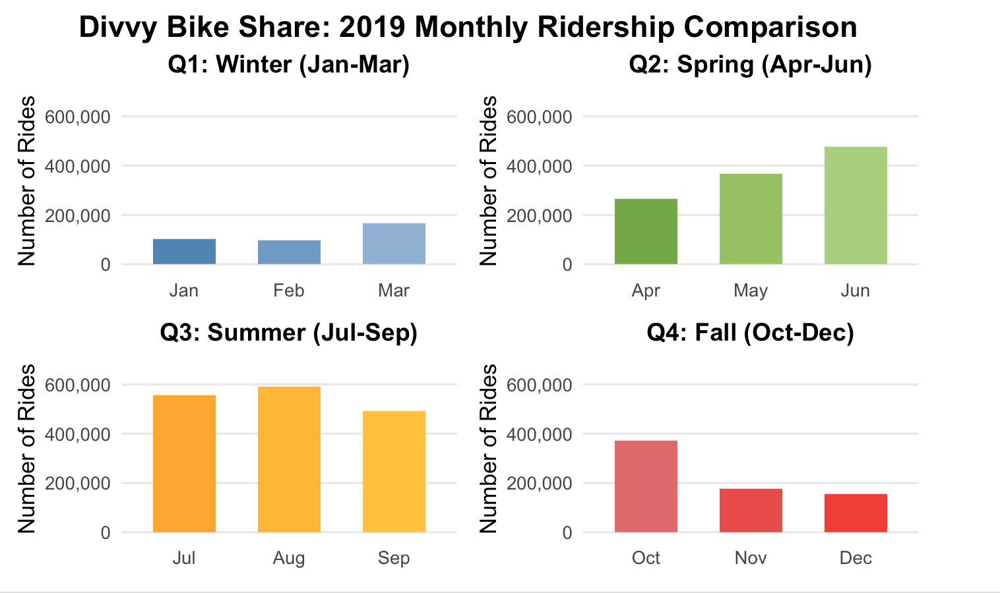 Divvy Bike Share: 2019 Monthly Ridership Comparison
Q1: Winter (Jan-Mar)
Number of Rides
600,000
400,000
200,000
0
Jan Feb Mar
Q2: Spring (Apr-Jun)
Number of Rides
600,000
400,000
200,000
0
Apr May Jun
Q3: Summer (Jul-Sep)
Number of Rides
600,000
400,000
200,000
0
Jul Aug Sep
Q4: Fall (Oct-Dec)
Number of Rides
600,000
400,000
200,000
0
Oct Nov Dec